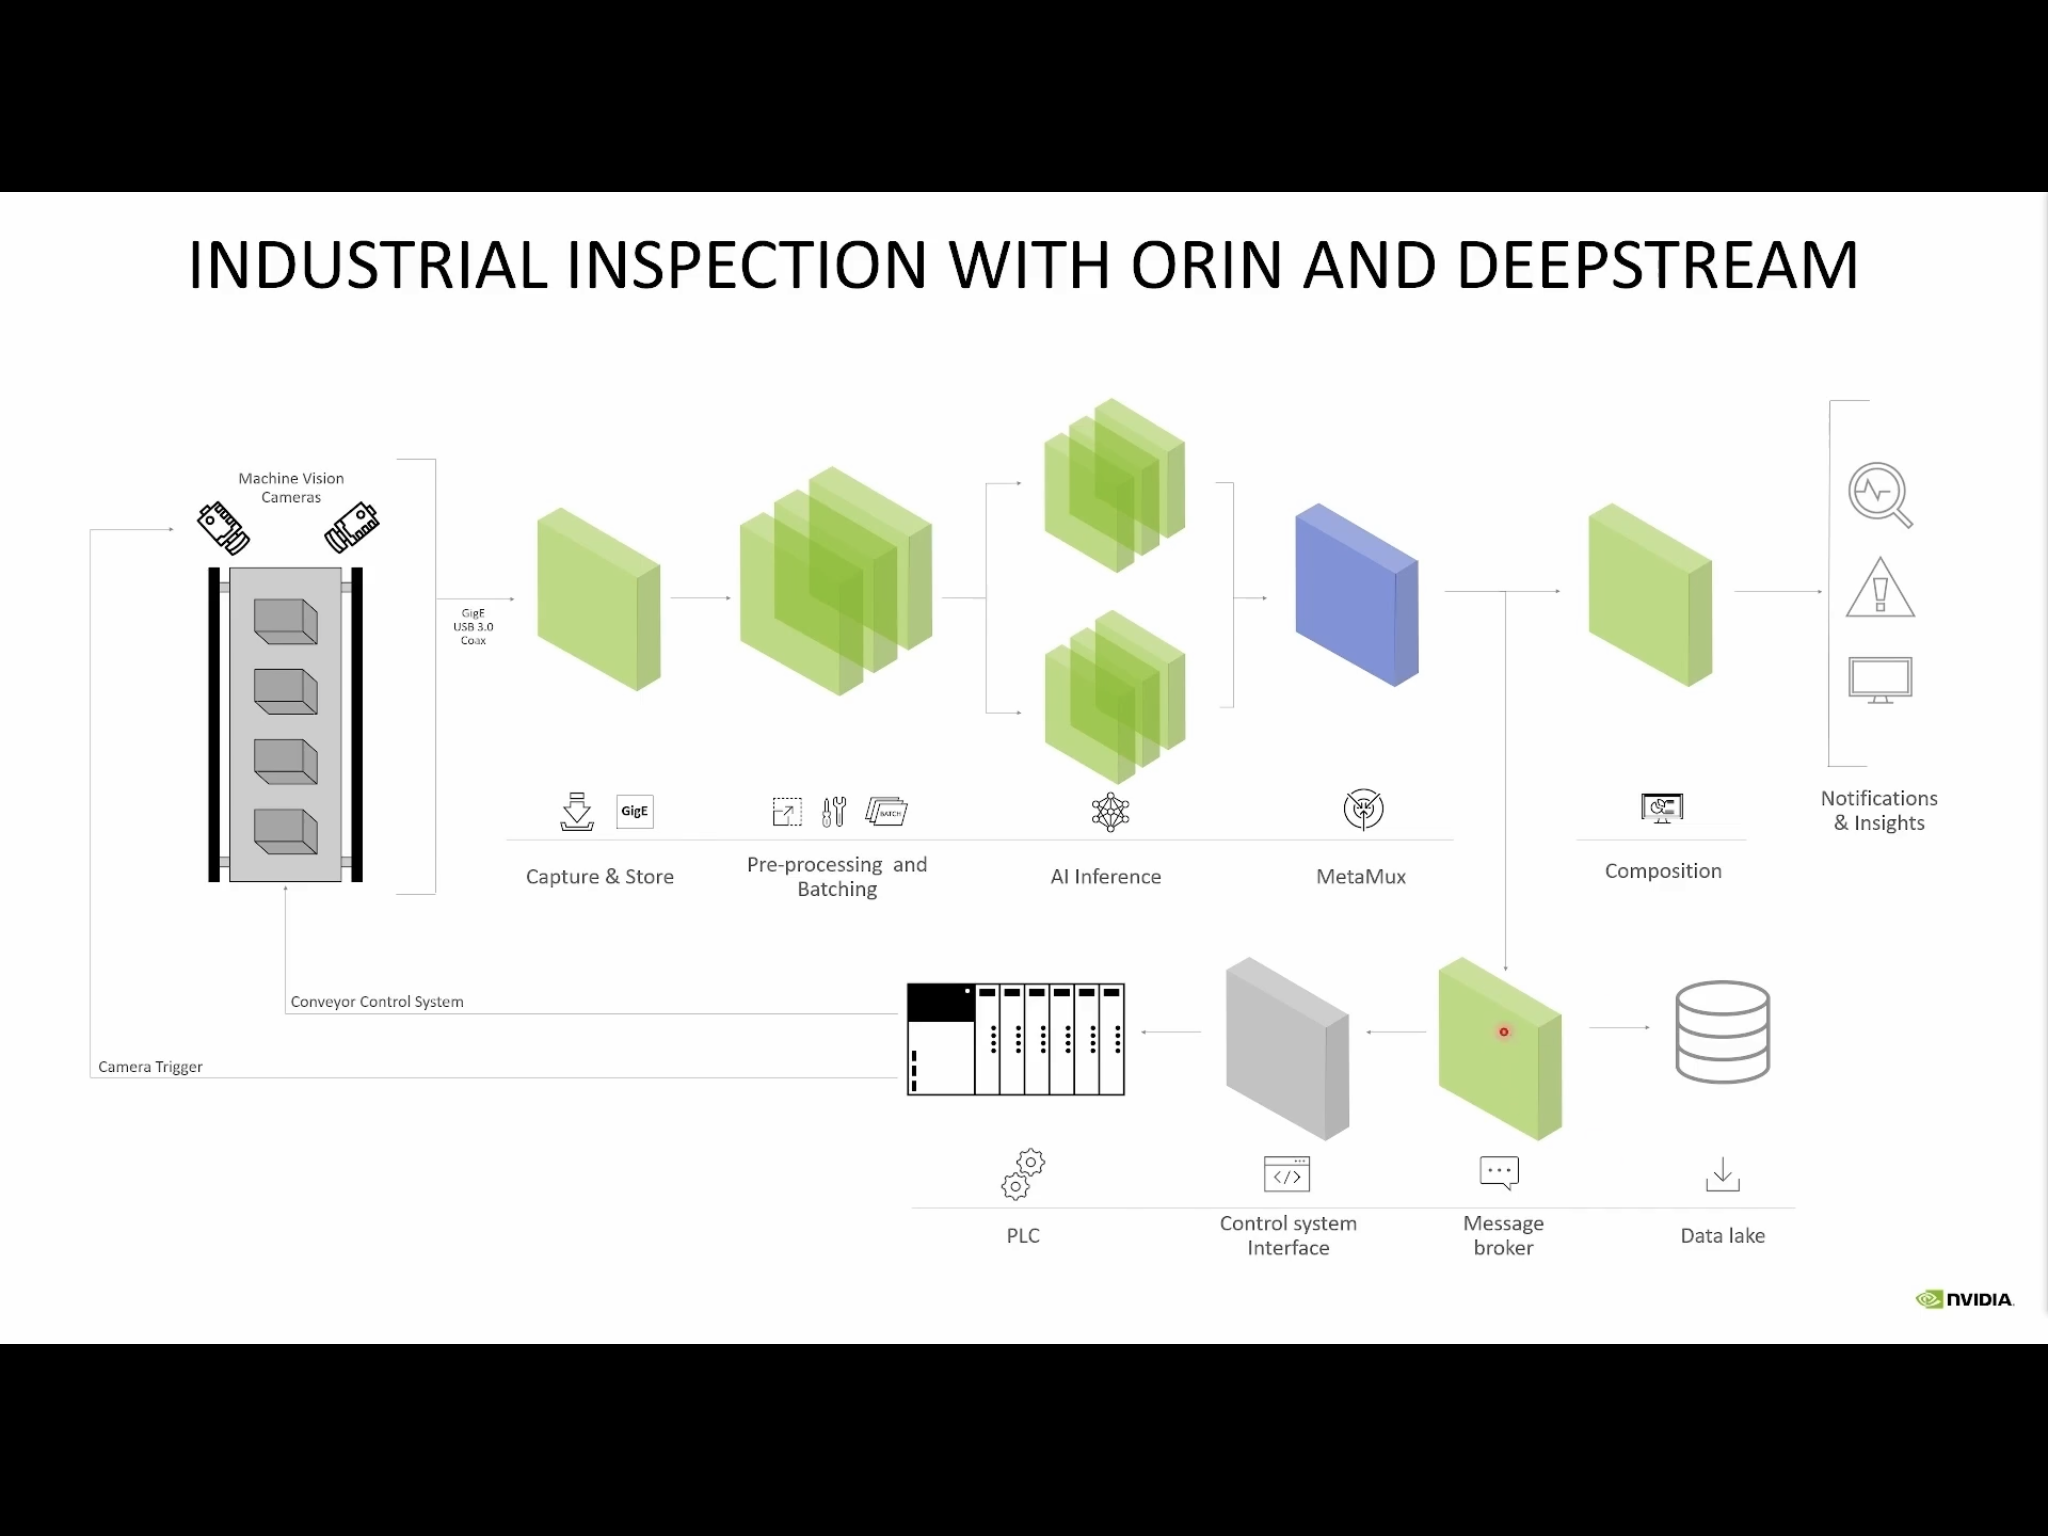 INDUSTRIAL INSPECTION WITH ORIN AND DEEPSTREAM
Machine Vision
Cameras
GigE
USB 3.0
Coax
GigE
BATCH
Capture & Store
Pre-processing and
Batching
AI Inference
MetaMux
Composition
Notifications
& Insights
Conveyor Control System
Camera Trigger
</>
PLC
Control system
Interface
Message
broker
Data lake
NVIDIA.